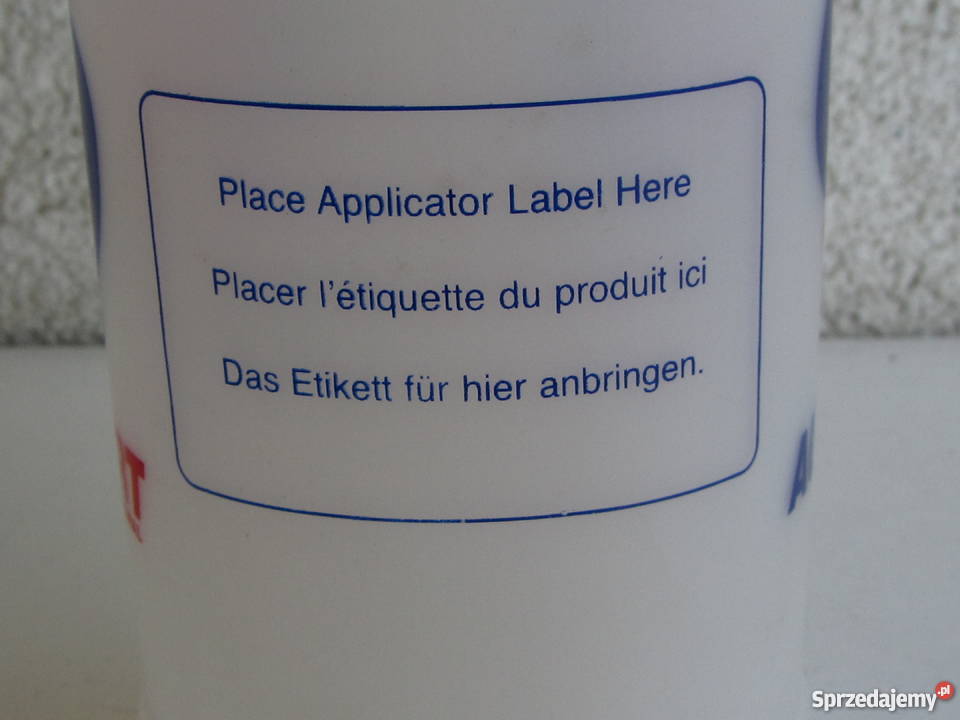 Place Applicator Label Here
Placer l'étiquette du produit ici
Das Etikett für hier anbringen.
Sprzedajemy.pl